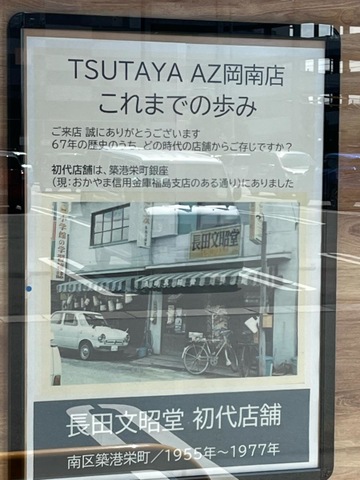 TSUTAYA AZ岡南店
これまでの歩み
ご来店 誠にありがとうございます
67年の歴史のうち、どの時代の店舗からご存じですか？
初代店舗は、築港栄町銀座
（現：おかやま信用金庫福島支店のある通り）にありました
長田文昭堂
長田文昭堂 初代店舗
南区築港栄町／1955年～1977年